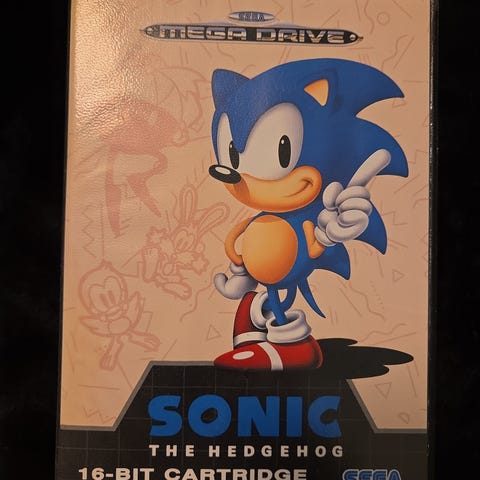 SEGA
MEGA DRIVE
SONIC
THE HEDGEHOG
16-BIT CARTRIDGE
SEGA